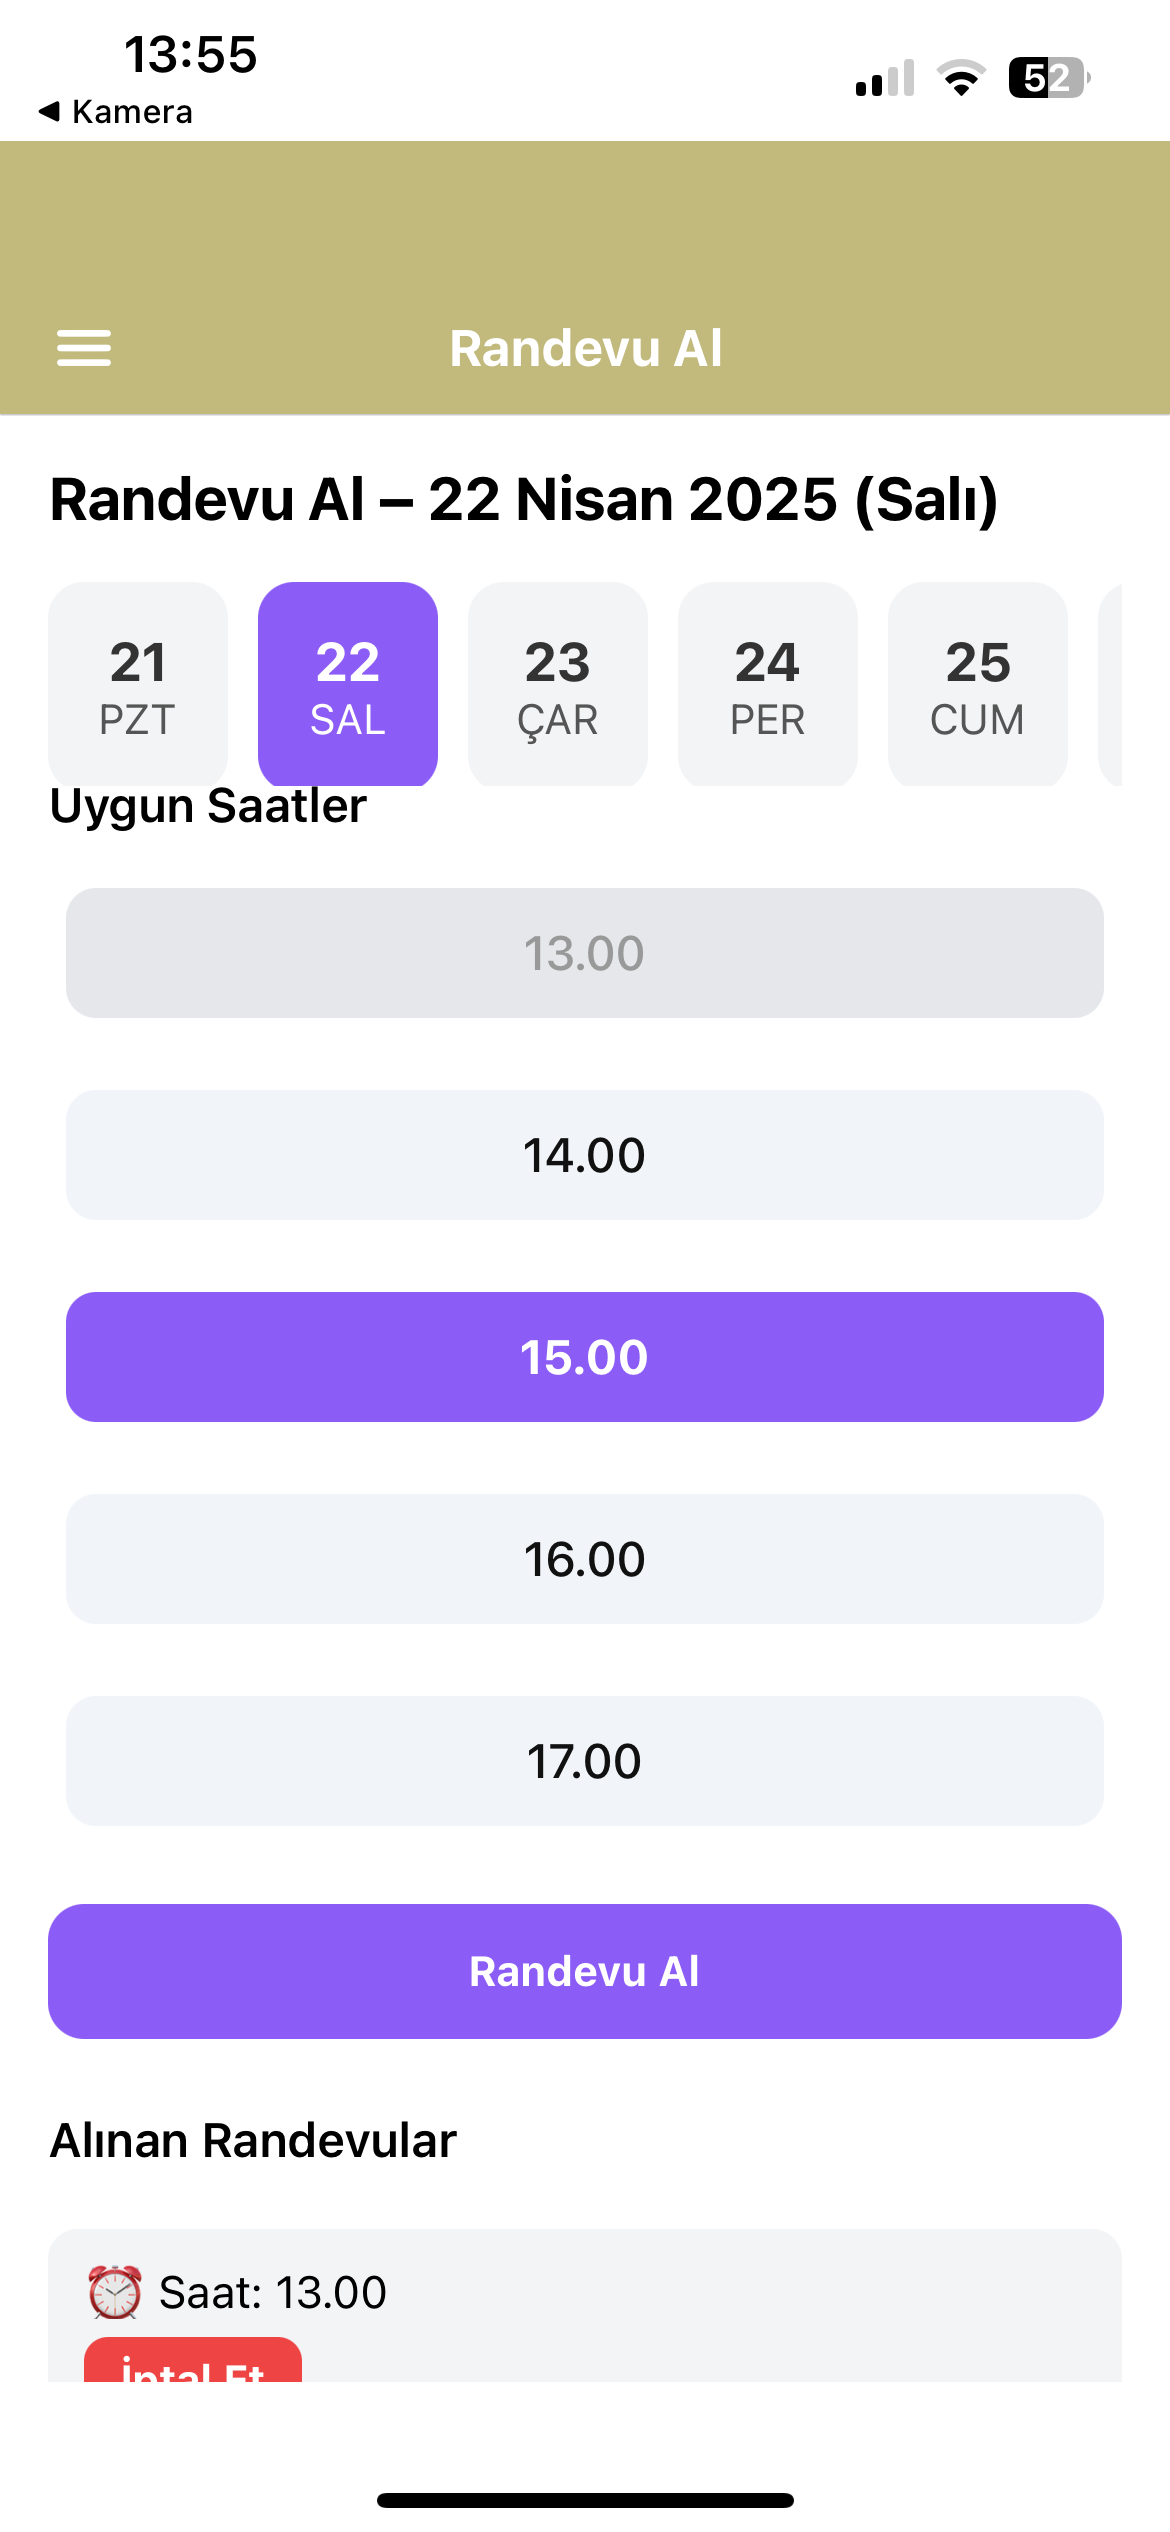 13:55
52
◀ Kamera
Randevu Al
Randevu Al – 22 Nisan 2025 (Salı)
21 22 23 24 25
PZT SAL ÇAR PER CUM
Uygun Saatler
13.00
14.00
15.00
16.00
17.00
Randevu Al
Alınan Randevular
⏰ Saat: 13.00
İptal Et